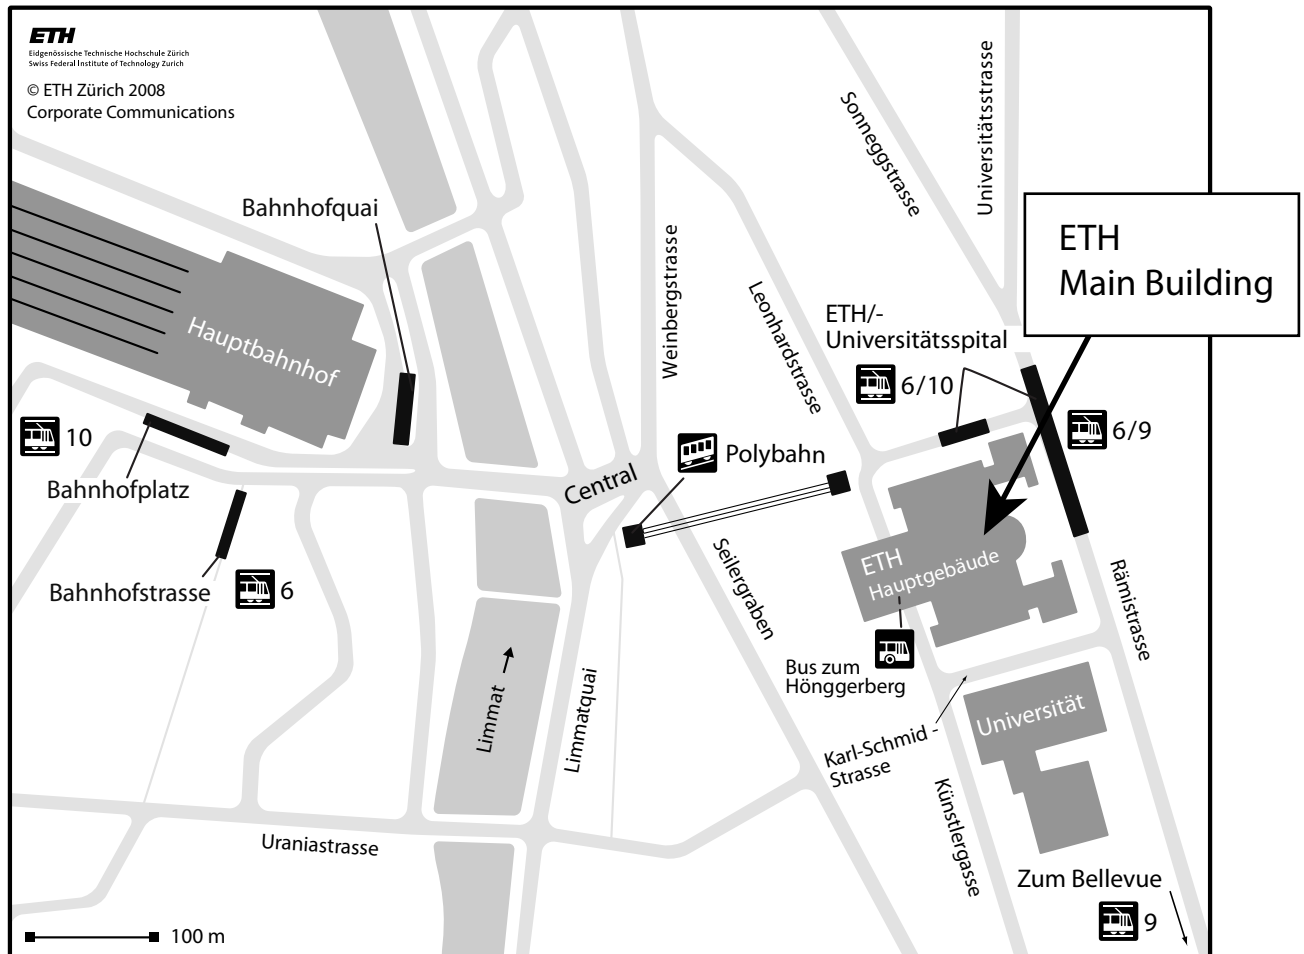 ETH
Eidgenössische Technische Hochschule Zürich
Swiss Federal Institute of Technology Zurich
© ETH Zürich 2008
Corporate Communications
Sonneggstrasse
Universitätsstrasse
Bahnhofquai
ETH
Main Building
Weinbergstrasse
Leonhardstrasse
ETH/-
Universitätsspital
6/10
6/9
Hauptbahnhof
10
Bahnhofplatz
Polybahn
Central
Bahnhofstrasse
6
Seilergraben
ETH
Hauptgebäude
Rämistrasse
Bus zum
Hönggerberg
Limmat
Limmatquai
Universität
Karl-Schmid -
Strasse
Künstlergasse
Uraniastrasse
Zum Bellevue
9
100 m